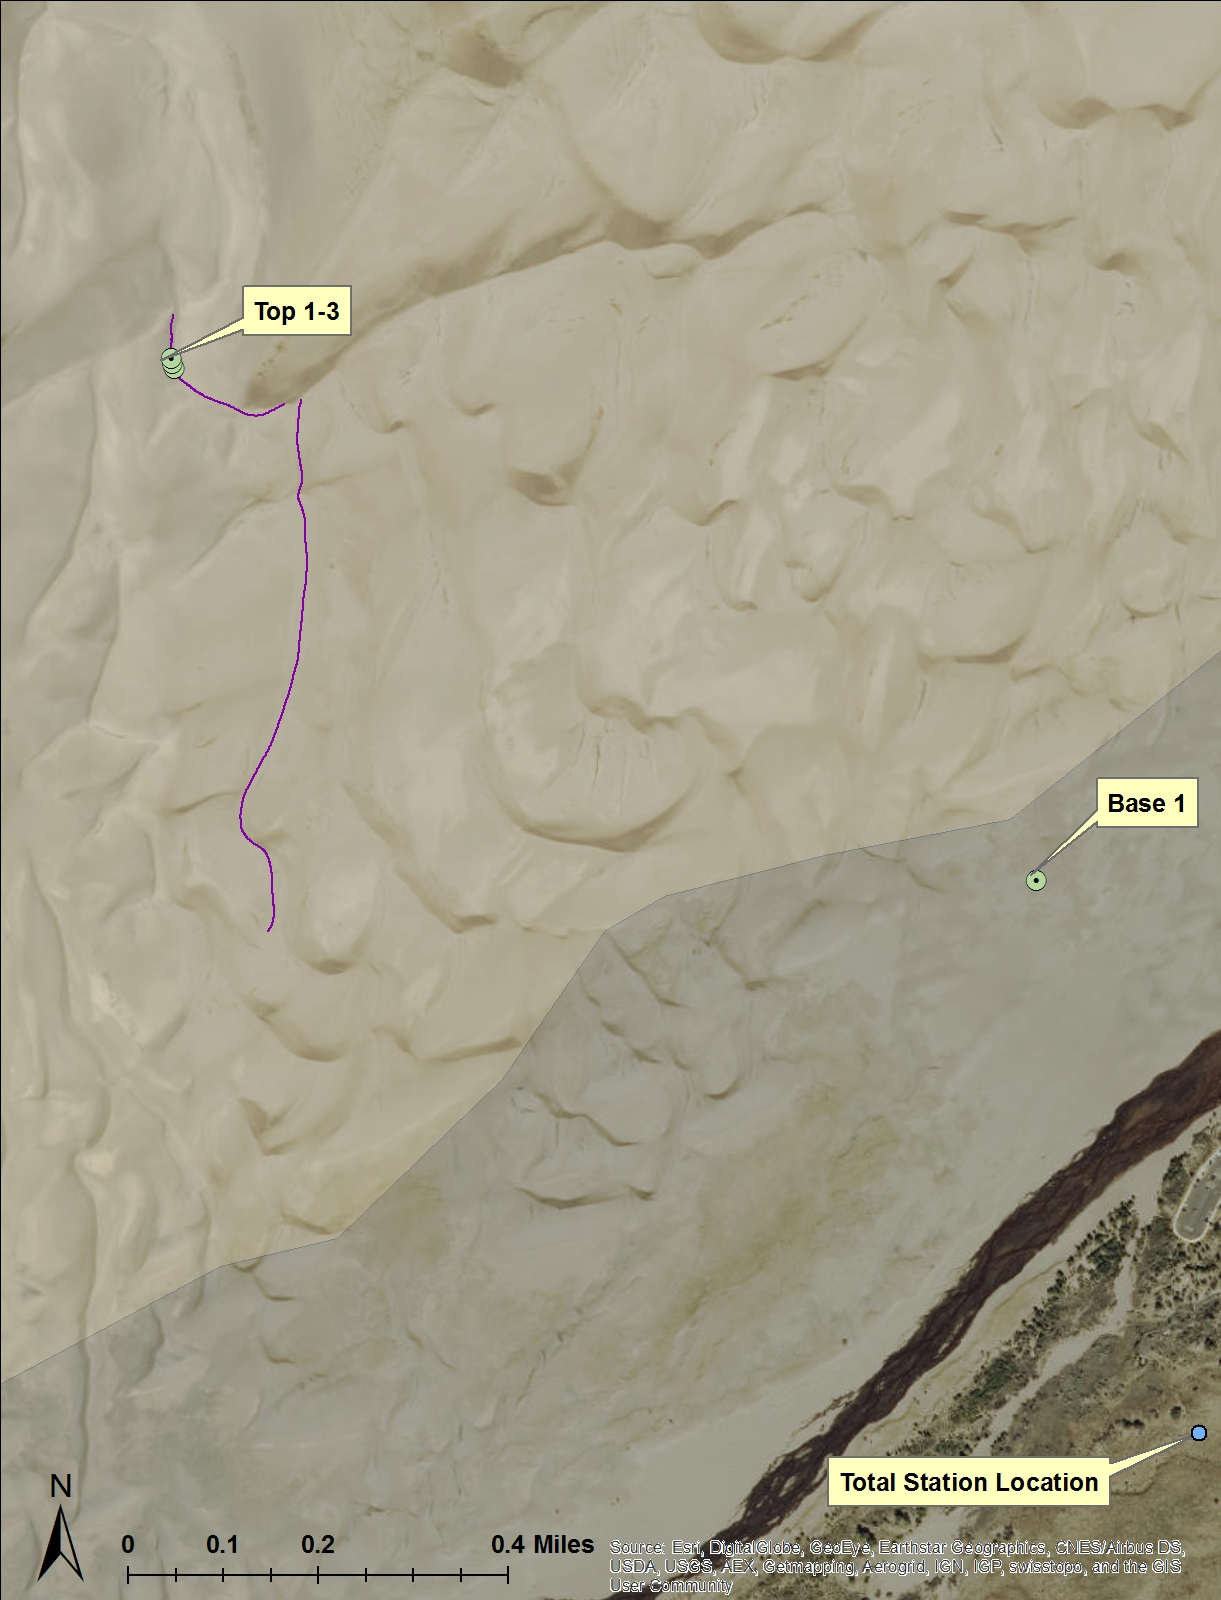 Top 1-3
Base 1
Total Station Location
N
0 0.1 0.2 0.4 Miles
Source: Esri, DigitalGlobe, GeoEye, Earthstar Geographics, CNES/Airbus DS,
USDA, USGS, AEX, Getmapping, Aerogrid, IGN, IGP, swisstopo, and the GIS
User Community